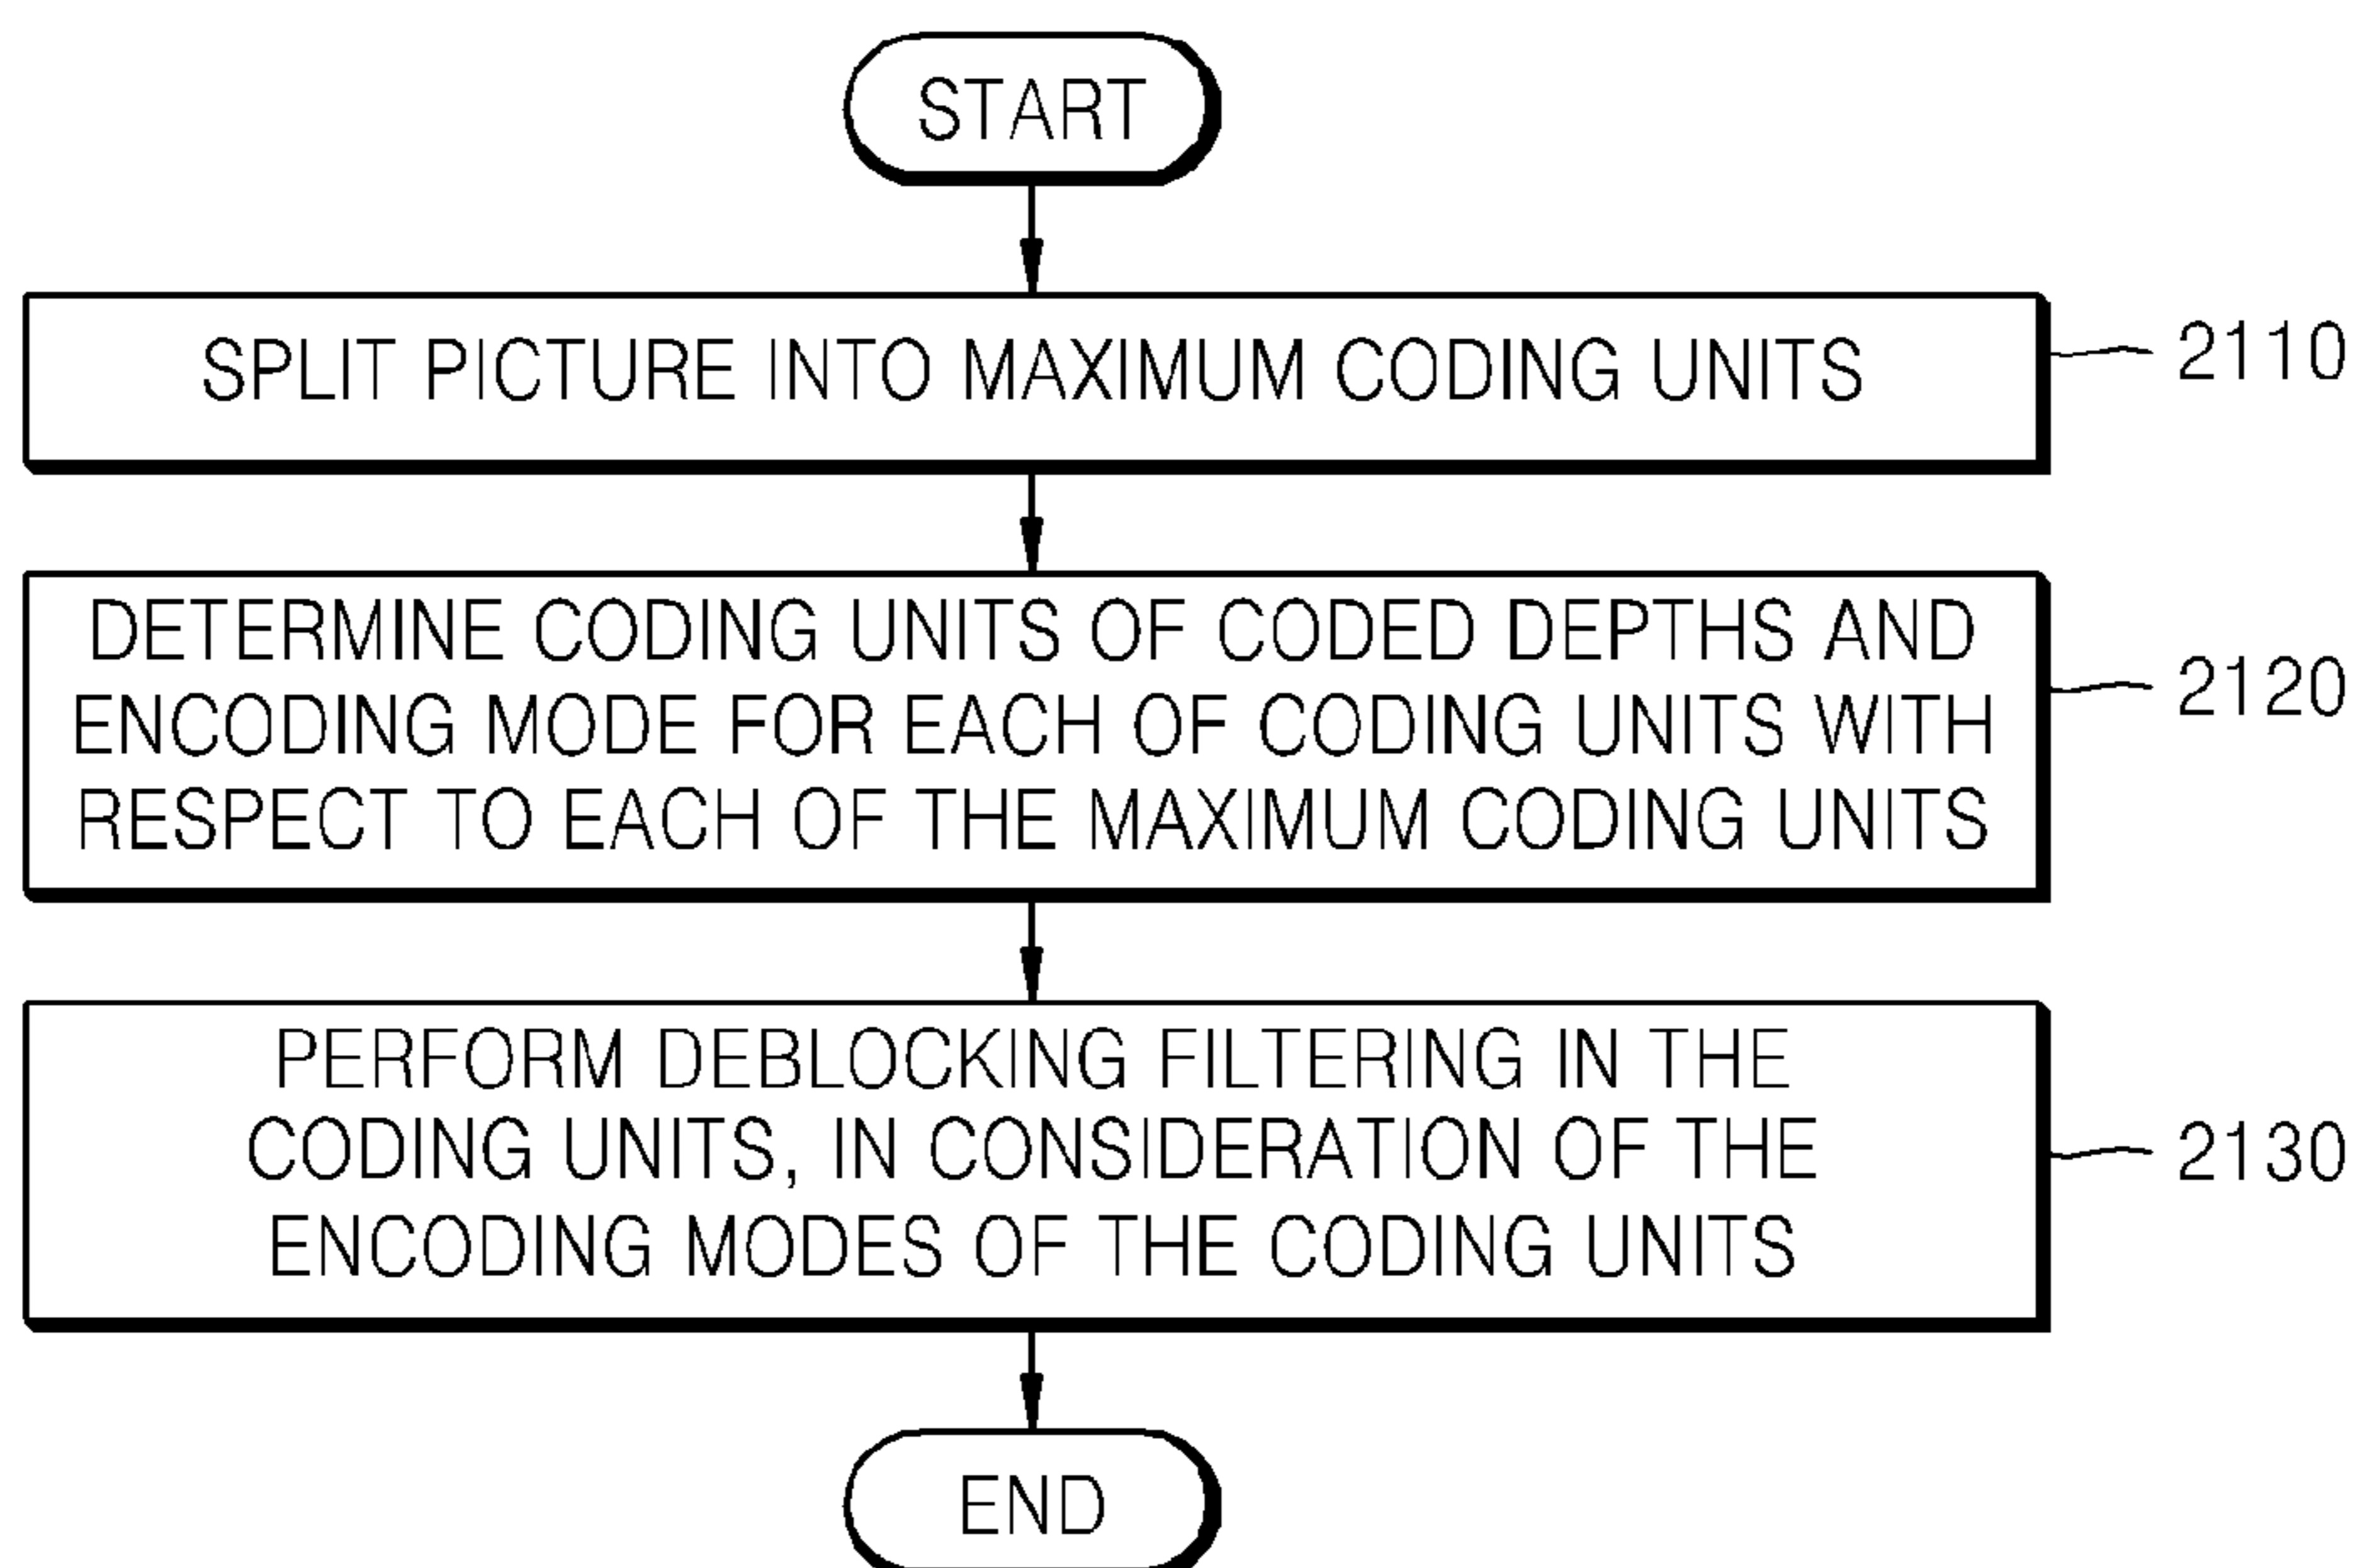 START
SPLIT PICTURE INTO MAXIMUM CODING UNITS
2110
DETERMINE CODING UNITS OF CODED DEPTHS AND
ENCODING MODE FOR EACH OF CODING UNITS WITH
RESPECT TO EACH OF THE MAXIMUM CODING UNITS
2120
PERFORM DEBLOCKING FILTERING IN THE
CODING UNITS, IN CONSIDERATION OF THE
ENCODING MODES OF THE CODING UNITS
2130
END